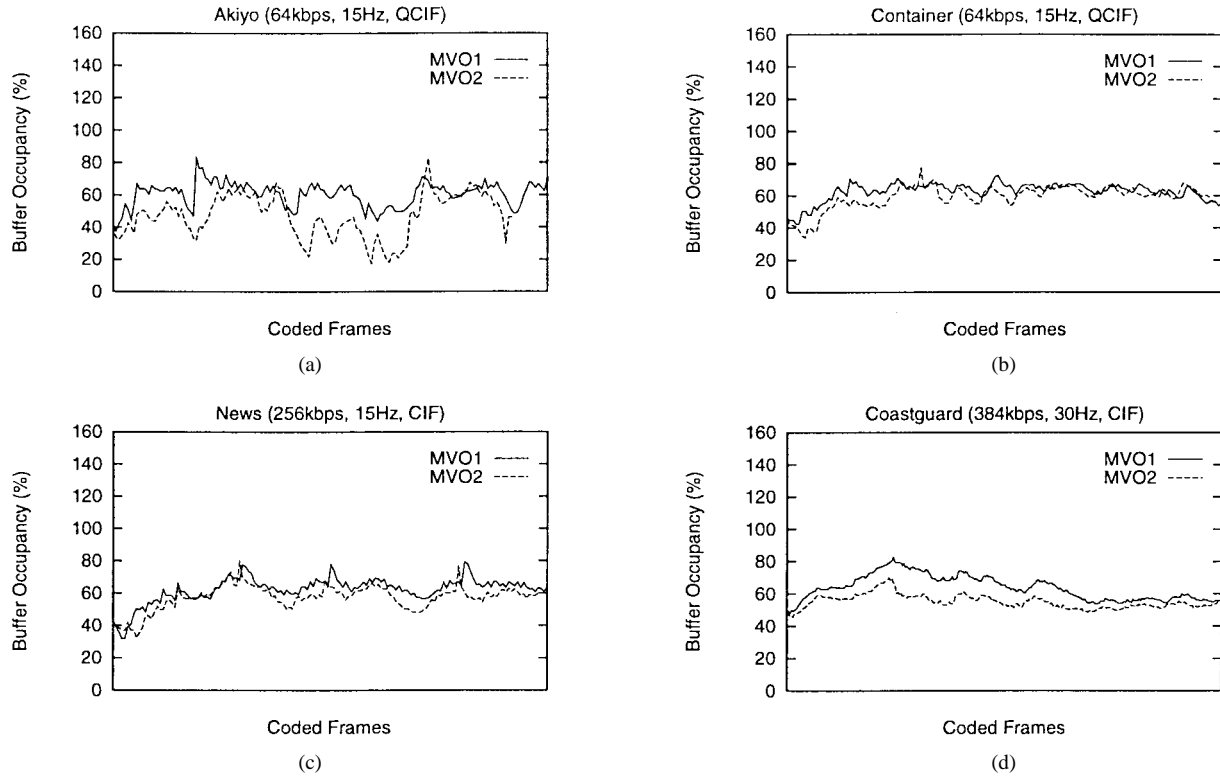 Akiyo (64kbps, 15Hz, QCIF)
160
140
120
100
80
60
40
20
0
Buffer Occupancy (%)
MVO1
MVO2
Coded Frames
(a)
Container (64kbps, 15Hz, QCIF)
160
140
120
100
80
60
40
20
0
Buffer Occupancy (%)
MVO1
MVO2
Coded Frames
(b)
News (256kbps, 15Hz, CIF)
160
140
120
100
80
60
40
20
0
Buffer Occupancy (%)
MVO1
MVO2
Coded Frames
(c)
Coastguard (384kbps, 30Hz, CIF)
160
140
120
100
80
60
40
20
0
Buffer Occupancy (%)
MVO1
MVO2
Coded Frames
(d)